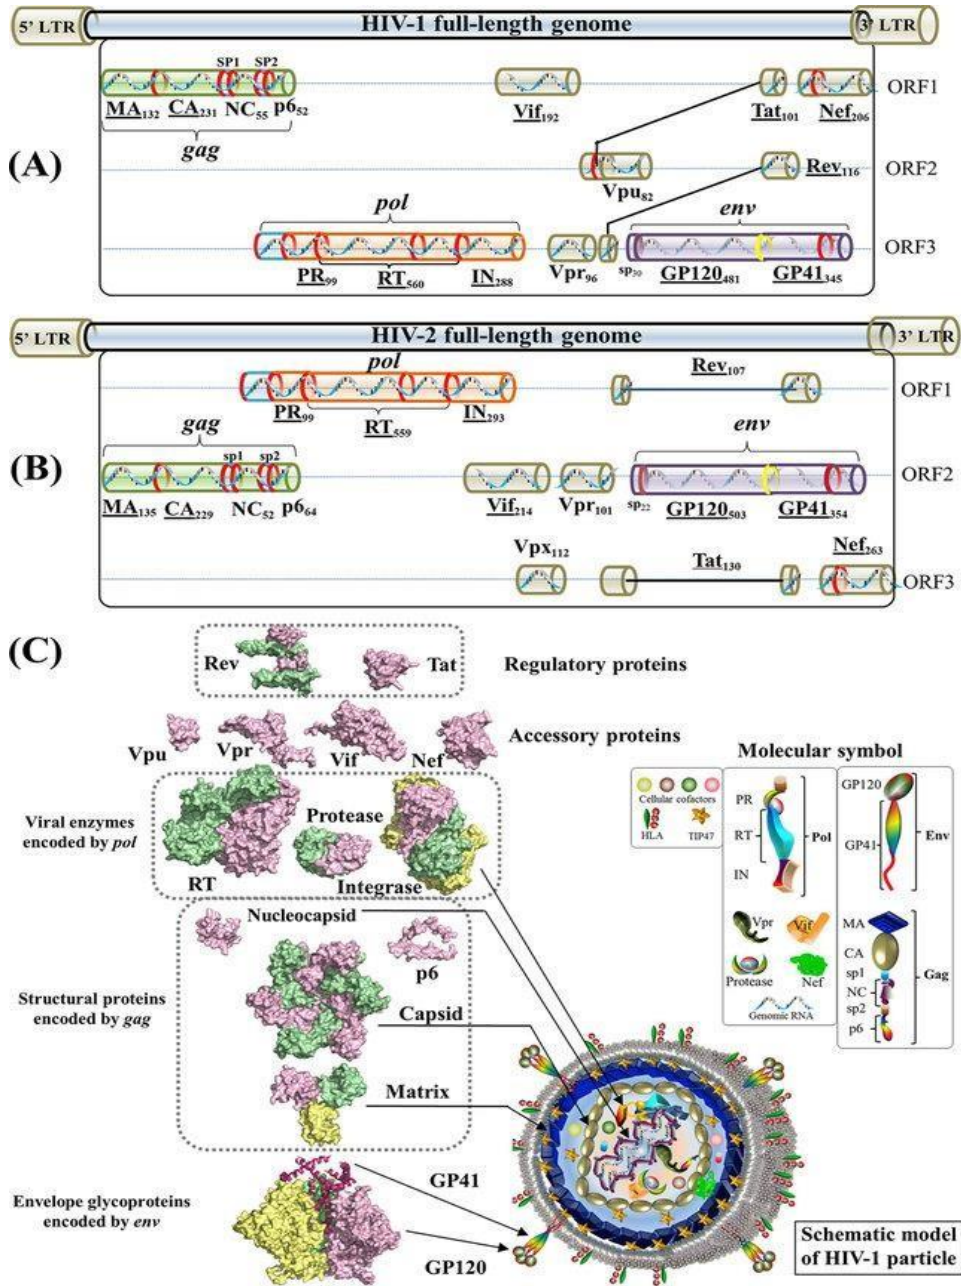 5' LTR HIV-1 full-length genome 3' LTR
(A)
SP1 SP2
MA132 CA231 NC55 p652 Vif192 Tat101 Nef206 ORF1
gag
Vpu82 Rev116 ORF2
pol env
PR99 RT560 IN288 Vpr96 sp30 GP120481 GP41345 ORF3
5' LTR HIV-2 full-length genome 3' LTR
(B)
pol Rev107 ORF1
PR99 RT559 IN293
gag env
sp1 sp2 ORF2
MA135 CA229 NC52 p664 Vif214 Vpr101 sp22 GP120503 GP41354
Vpx112 Tat130 Nef263 ORF3
(C)
Rev Tat Regulatory proteins
Vpu Vpr Vif Nef Accessory proteins
Viral enzymes
encoded by pol
Protease
RT Integrase
Structural proteins
encoded by gag
Nucleocapsid
p6
Capsid
Matrix
Envelope glycoproteins
encoded by env
GP41
GP120
Molecular symbol
Cellular cofactors
HLA TIP47
PR
RT
IN
Pol
GP120
GP41
Env
Vpr Vif
Protease Nef
Genomic RNA
MA
CA
sp1
NC
sp2
p6
Gag
Schematic model
of HIV-1 particle